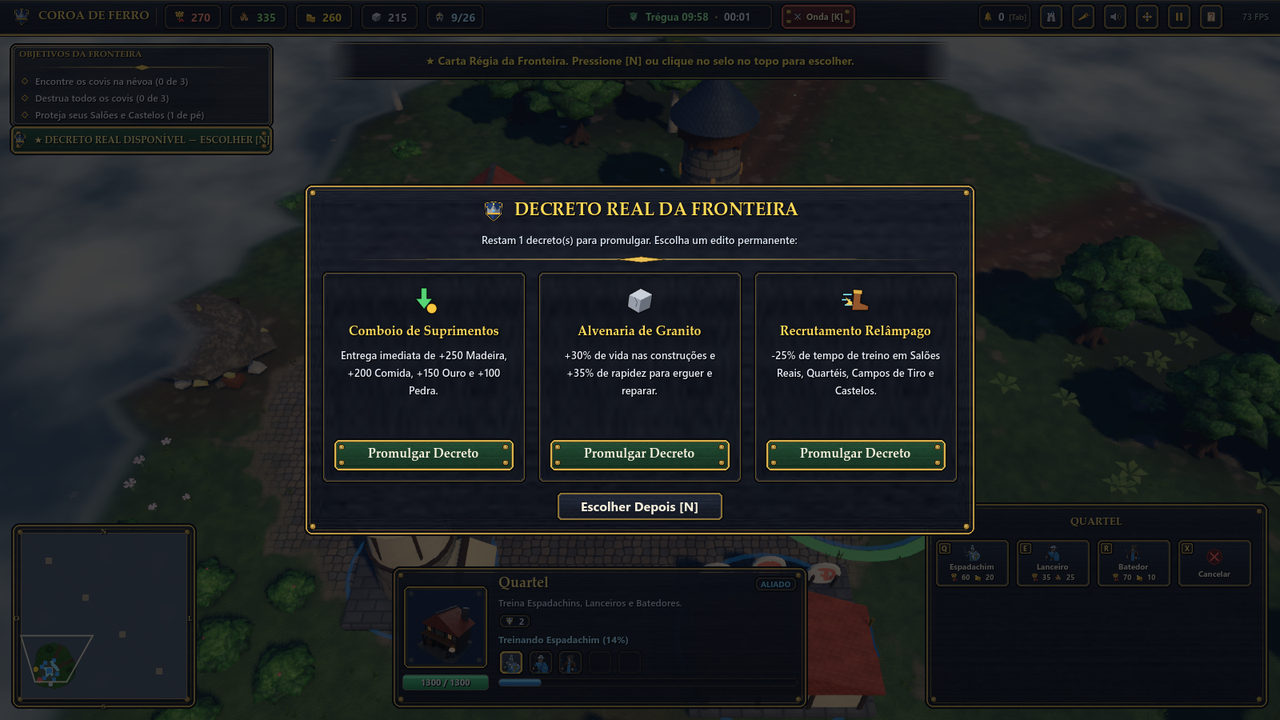 COROA DE FERRO
270
335
260
215
9/26
Trégua 09:58 · 00:01
Onda [K]
0 [Tab]
73 FPS
OBJETIVOS DA FRONTEIRA
Encontre os covis na névoa (0 de 3)
Destrua todos os covis (0 de 3)
Proteja seus Salões e Castelos (1 de pé)
★ DECRETO REAL DISPONÍVEL — ESCOLHER [N]
★ Carta Régia da Fronteira. Pressione [N] ou clique no selo no topo para escolher.
DECRETO REAL DA FRONTEIRA
Restam 1 decreto(s) para promulgar. Escolha um edito permanente:
Comboio de Suprimentos
Entrega imediata de +250 Madeira,
+200 Comida, +150 Ouro e +100
Pedra.
Promulgar Decreto
Alvenaria de Granito
+30% de vida nas construções e
+35% de rapidez para erguer e
reparar.
Promulgar Decreto
Recrutamento Relâmpago
-25% de tempo de treino em Salões
Reais, Quartéis, Campos de Tiro e
Castelos.
Promulgar Decreto
Escolher Depois [N]
N
S
Quartel
ALIADO
Treina Espadachins, Lanceiros e Batedores.
2
Treinando Espadachim (14%)
1300 / 1300
QUARTEL
Q
Espadachim
60 20
E
Lanceiro
35 25
R
Batedor
70 10
X
Cancelar